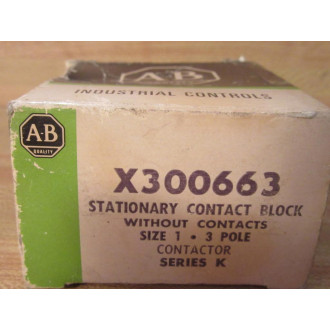 A-B
INDUSTRIAL CONTROLS
A-B
QUALITY
X300663
STATIONARY CONTACT BLOCK
WITHOUT CONTACTS
SIZE 1 • 3 POLE
CONTACTOR
SERIES K